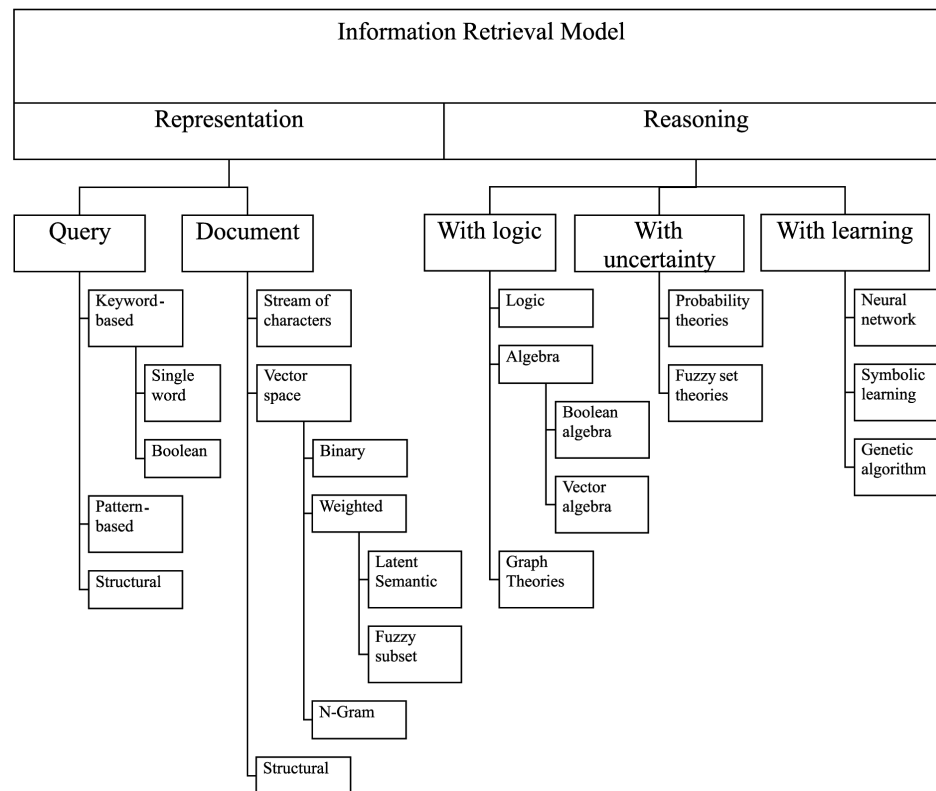 Information Retrieval Model
Representation
Reasoning
Query
Document
With logic
With
uncertainty
With learning
Keyword-
based
Single
word
Boolean
Pattern-
based
Structural
Stream of
characters
Vector
space
Binary
Weighted
Latent
Semantic
Fuzzy
subset
N-Gram
Structural
Logic
Algebra
Boolean
algebra
Vector
algebra
Graph
Theories
Probability
theories
Fuzzy set
theories
Neural
network
Symbolic
learning
Genetic
algorithm